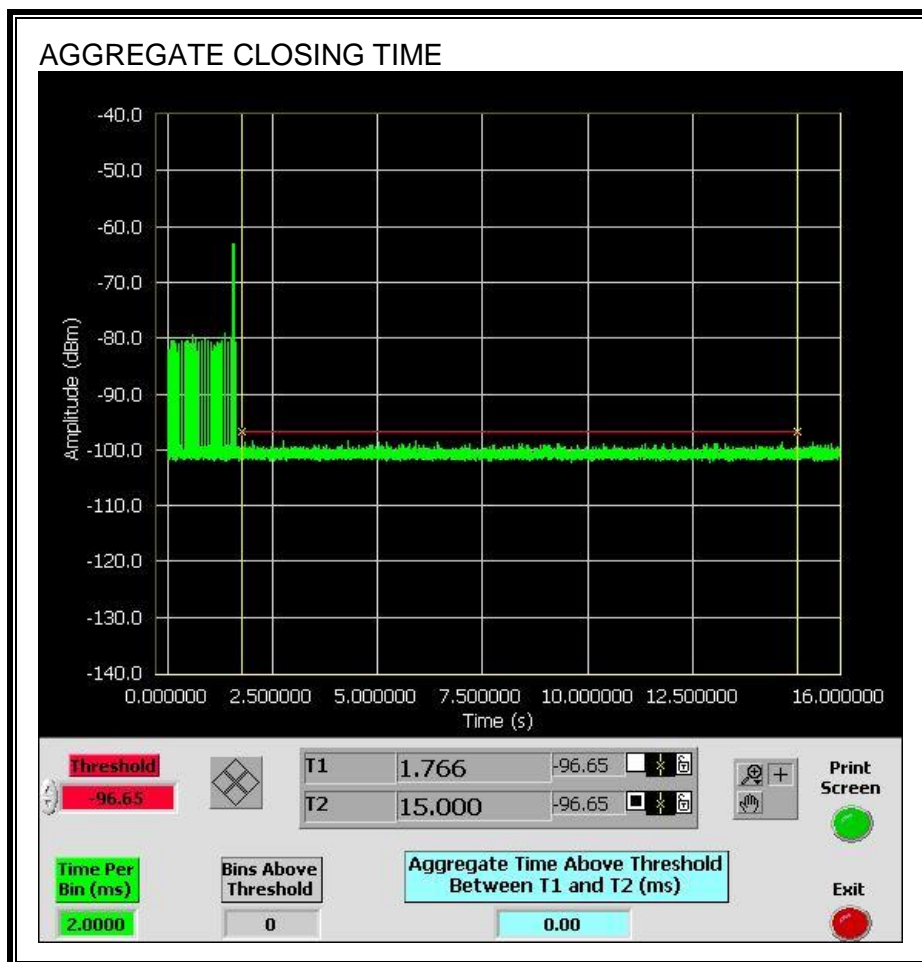 AGGREGATE CLOSING TIME
-40.0
-50.0
-60.0
-70.0
-80.0
-90.0
-100.0
-110.0
-120.0
-130.0
-140.0
Amplitude (dBm)
0.000000 2.500000 5.000000 7.500000 10.000000 12.500000 16.000000
Time (s)
Threshold
-96.65
T1 1.766 -96.65
T2 15.000 -96.65
Print
Screen
Time Per
Bin (ms)
2.0000
Bins Above
Threshold
0
Aggregate Time Above Threshold
Between T1 and T2 (ms)
0.00
Exit